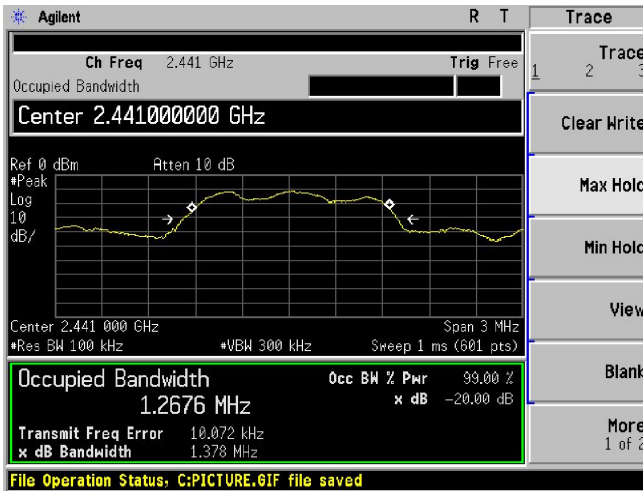 Agilent R T Trace
Ch Freq 2.441 GHz Trig Free
Occupied Bandwidth
Center 2.441000000 GHz
Ref 0 dBm Atten 10 dB
#Peak
Log
10
dB/
Center 2.441 000 GHz Span 3 MHz
#Res BW 100 kHz #VBW 300 kHz Sweep 1 ms (601 pts)
Occupied Bandwidth Occ BW % Pwr 99.00 %
1.2676 MHz x dB -20.00 dB
Transmit Freq Error 10.072 kHz
x dB Bandwidth 1.378 MHz
File Operation Status, C:PICTURE.GIF file saved
Trace
1 2 3
Clear Write
Max Hold
Min Hold
View
Blank
More
1 of 2